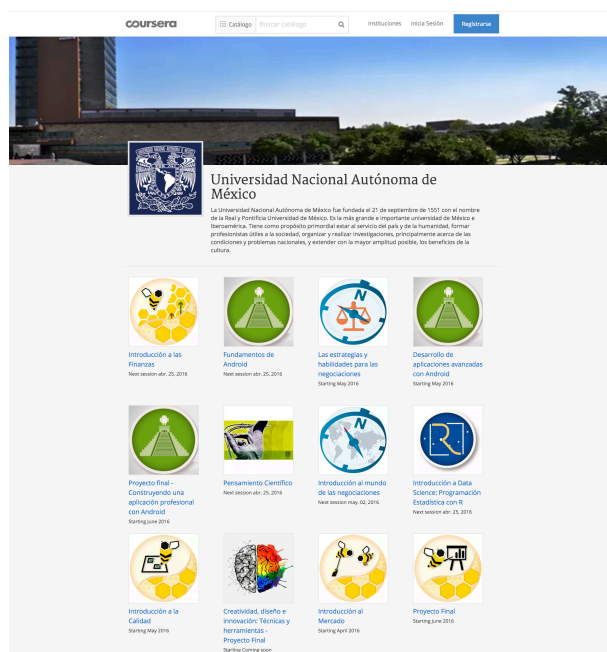 coursera
Catálogo
Buscar catálogo
Instituciones
Inicia Sesión
Registrarse
Universidad Nacional Autónoma de
México
La Universidad Nacional Autónoma de México fue fundada el 21 de septiembre de 1551 con el nombre
de la Real y Pontificia Universidad de México. Es la más grande e importante universidad de México e
Iberoamérica. Tiene como propósito primordial estar al servicio del país y de la humanidad, formar
profesionistas útiles a la sociedad, organizar y realizar investigaciones, principalmente acerca de las
condiciones y problemas nacionales, y extender con la mayor amplitud posible, los beneficios de la
cultura.
Introducción a las
Finanzas
Next session abr. 25, 2016
Fundamentos de
Android
Next session abr. 25, 2016
N
Las estrategias y
habilidades para las
negociaciones
Starting May 2016
Desarrollo de
aplicaciones avanzadas
con Android
Starting May 2016
Proyecto final -
Construyendo una
aplicación profesional
con Android
Starting June 2016
Pensamiento Científico
Next session abr. 25, 2016
N
Introducción al mundo
de las negociaciones
Next session may. 02, 2016
R
Introducción a Data
Science: Programación
Estadística con R
Next session abr. 25, 2016
Introducción a la
Calidad
Starting May 2016
Creatividad, diseño e
innovación: Técnicas y
herramientas -
Proyecto Final
Starting Coming soon
Introducción al
Mercado
Starting April 2016
Proyecto Final
Starting June 2016